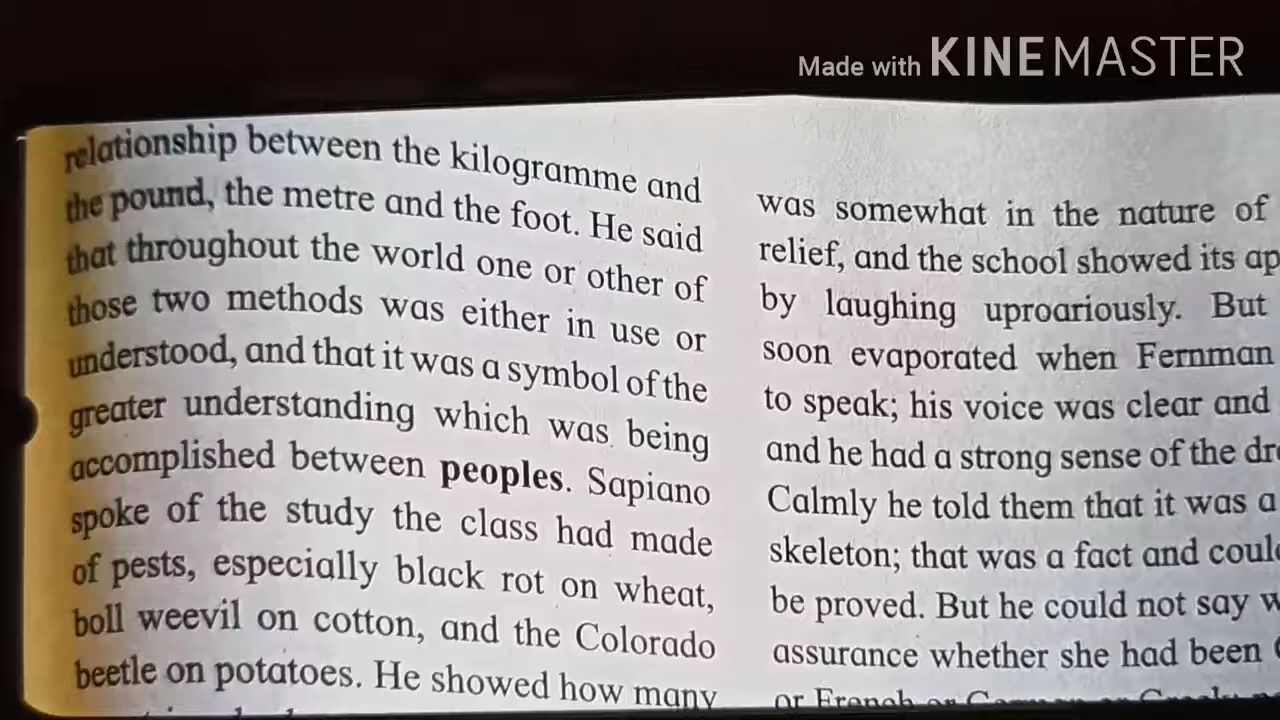 Made with KINEMASTER
relationship between the kilogramme and
the pound, the metre and the foot. He said
that throughout the world one or other of
those two methods was either in use or
understood, and that it was a symbol of the
greater understanding which was being
accomplished between peoples. Sapiano
spoke of the study the class had made
of pests, especially black rot on wheat,
boll weevil on cotton, and the Colorado
beetle on potatoes. He showed how many
was somewhat in the nature of
relief, and the school showed its
by laughing uproariously. But
soon evaporated when Fernman
to speak; his voice was clear and
and he had a strong sense of the
Calmly he told them that it was a
skeleton; that was a fact and
be proved. But he could not say
assurance whether she had been
or French or German or